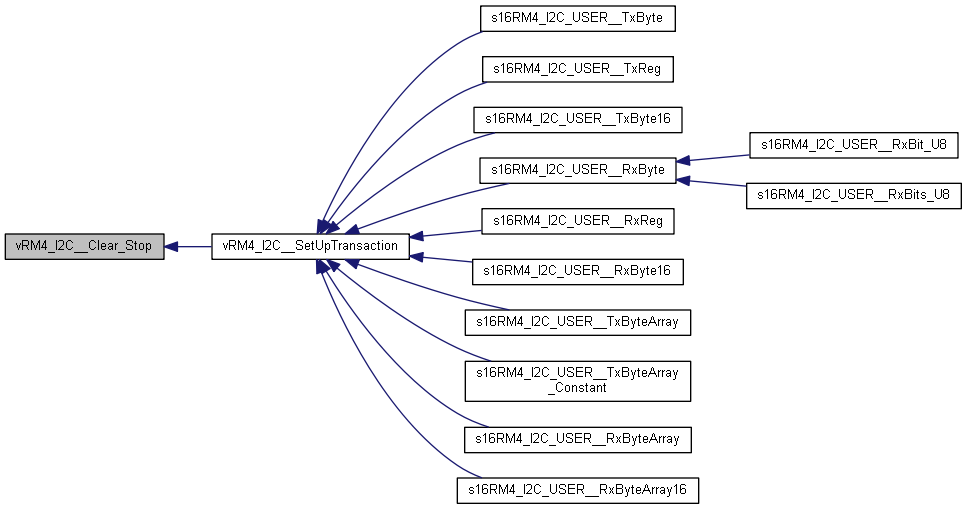 s16RM4_I2C_USER__TxByte
s16RM4_I2C_USER__TxReg
s16RM4_I2C_USER__TxByte16
s16RM4_I2C_USER__RxBit_U8
s16RM4_I2C_USER__RxByte
s16RM4_I2C_USER__RxBits_U8
s16RM4_I2C_USER__RxReg
vRM4_I2C__Clear_Stop
vRM4_I2C__SetUpTransaction
s16RM4_I2C_USER__RxByte16
s16RM4_I2C_USER__TxByteArray
s16RM4_I2C_USER__TxByteArray
_Constant
s16RM4_I2C_USER__RxByteArray
s16RM4_I2C_USER__RxByteArray16